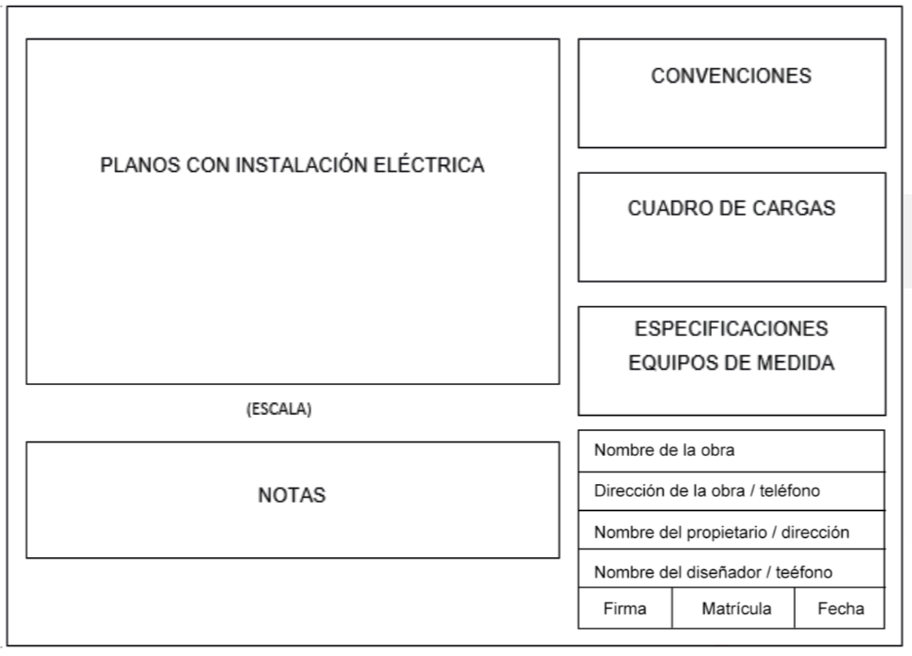 PLANOS CON INSTALACIÓN ELÉCTRICA
(ESCALA)
NOTAS
CONVENCIONES
CUADRO DE CARGAS
ESPECIFICACIONES
EQUIPOS DE MEDIDA
Nombre de la obra
Dirección de la obra / teléfono
Nombre del propietario / dirección
Nombre del diseñador / teéfono
Firma Matrícula Fecha